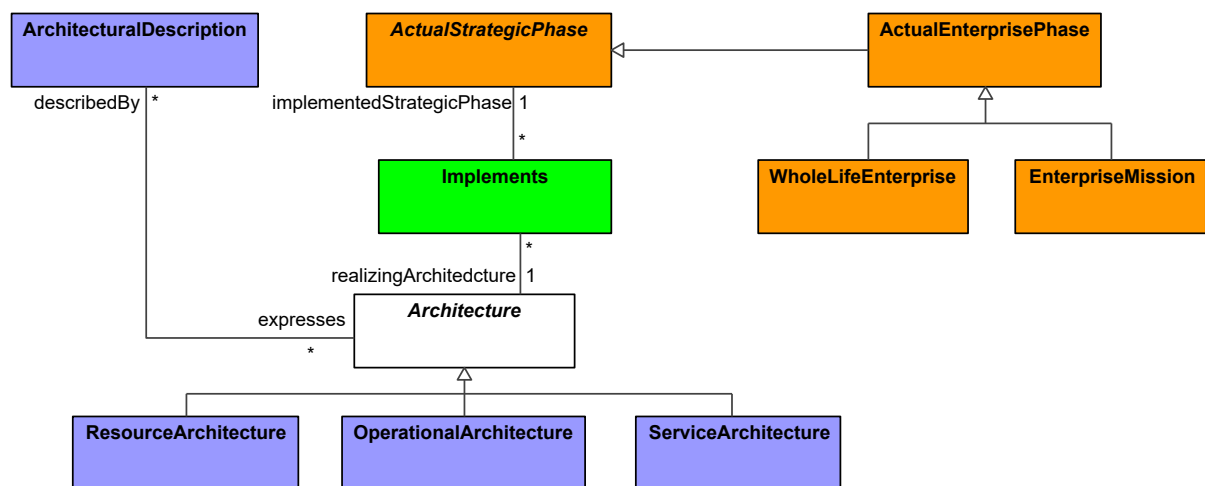 ArchitecturalDescription
ActualStrategicPhase
ActualEnterprisePhase
describedBy
*
implementedStrategicPhase
1
*
Implements
WholeLifeEnterprise
EnterpriseMission
*
realizingArchitedcture
1
Architecture
expresses
*
ResourceArchitecture
OperationalArchitecture
ServiceArchitecture